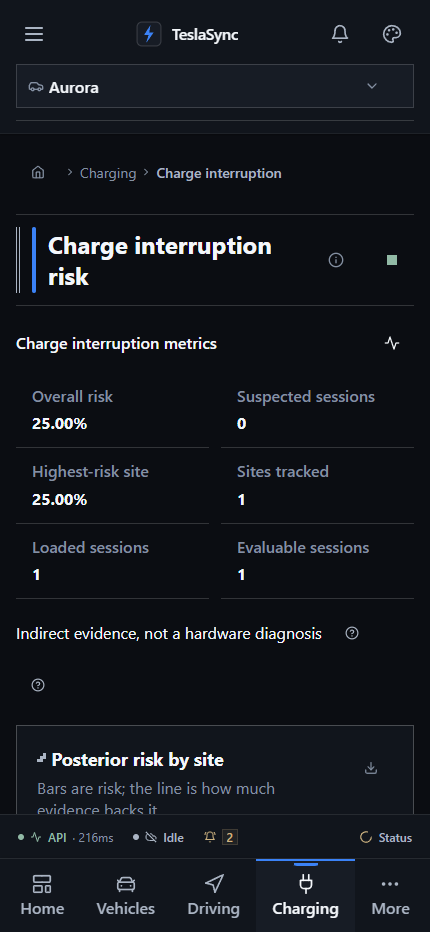 TeslaSync
Aurora
Charging
Charge interruption
Charge interruption
risk
Charge interruption metrics
Overall risk
Suspected sessions
25.00%
0
Highest-risk site
Sites tracked
25.00%
1
Loaded sessions
Evaluable sessions
1
1
Indirect evidence, not a hardware diagnosis
Posterior risk by site
Bars are risk; the line is how much
evidence backs it
API · 216ms
Idle
2
Status
Home
Vehicles
Driving
Charging
More